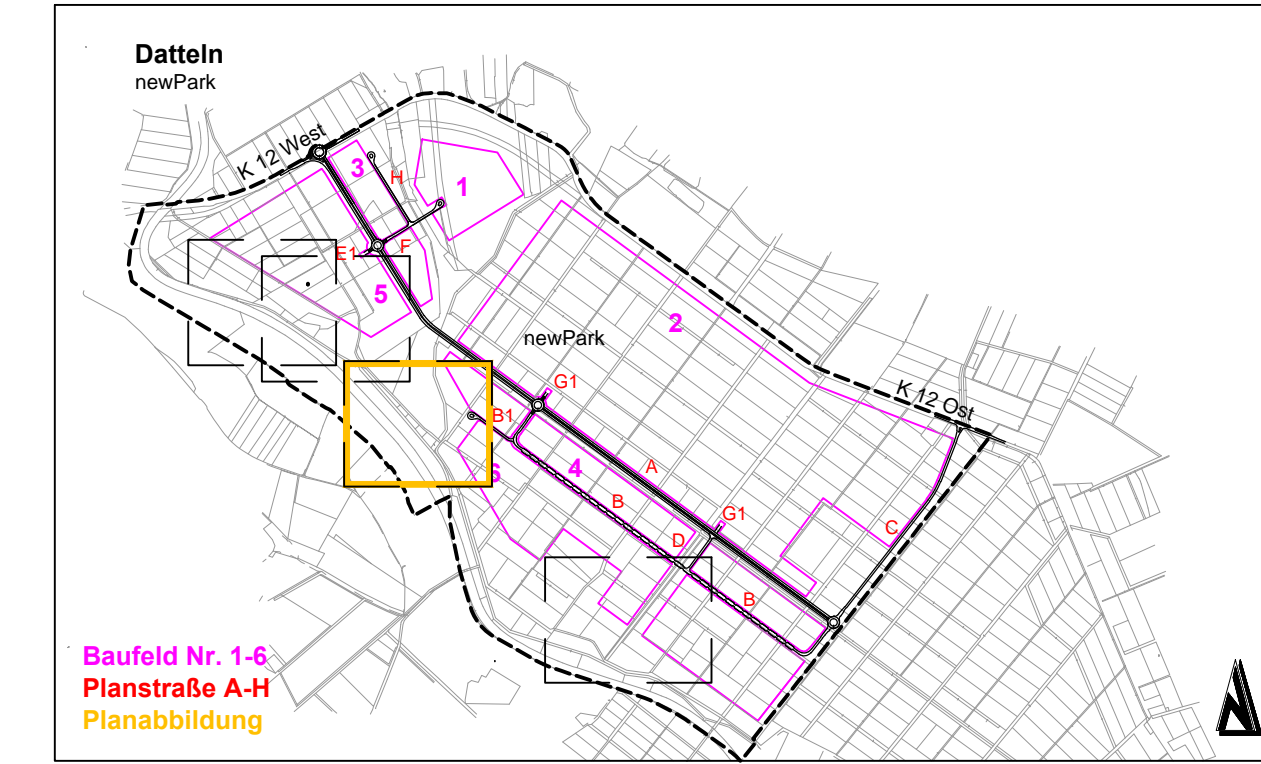 Datteln
newPark
K 12 West
3
H
1
E1
F
5
2
newPark
G1
K 12 Ost
B1
6
4
A
B
G1
D
C
B
Baufeld Nr. 1-6
Planstraße A-H
Planabbildung
N